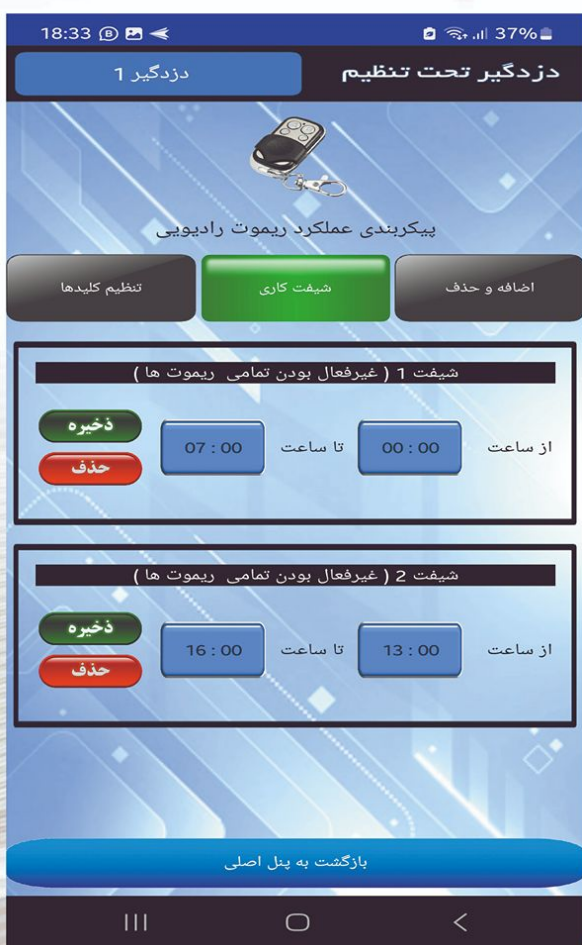 18:33 37%
دزدگیر تحت تنظیم دزدگیر 1
پیکربندی عملکرد ریموت رادیویی
اضافه و حذف شیفت کاری تنظیم کلیدها
شیفت 1 ( غیرفعال بودن تمامی ریموت ها )
از ساعت 00 : 00 تا ساعت 07 : 00 ذخیره
حذف
شیفت 2 ( غیرفعال بودن تمامی ریموت ها )
از ساعت 13 : 00 تا ساعت 16 : 00 ذخیره
حذف
بازگشت به پنل اصلی